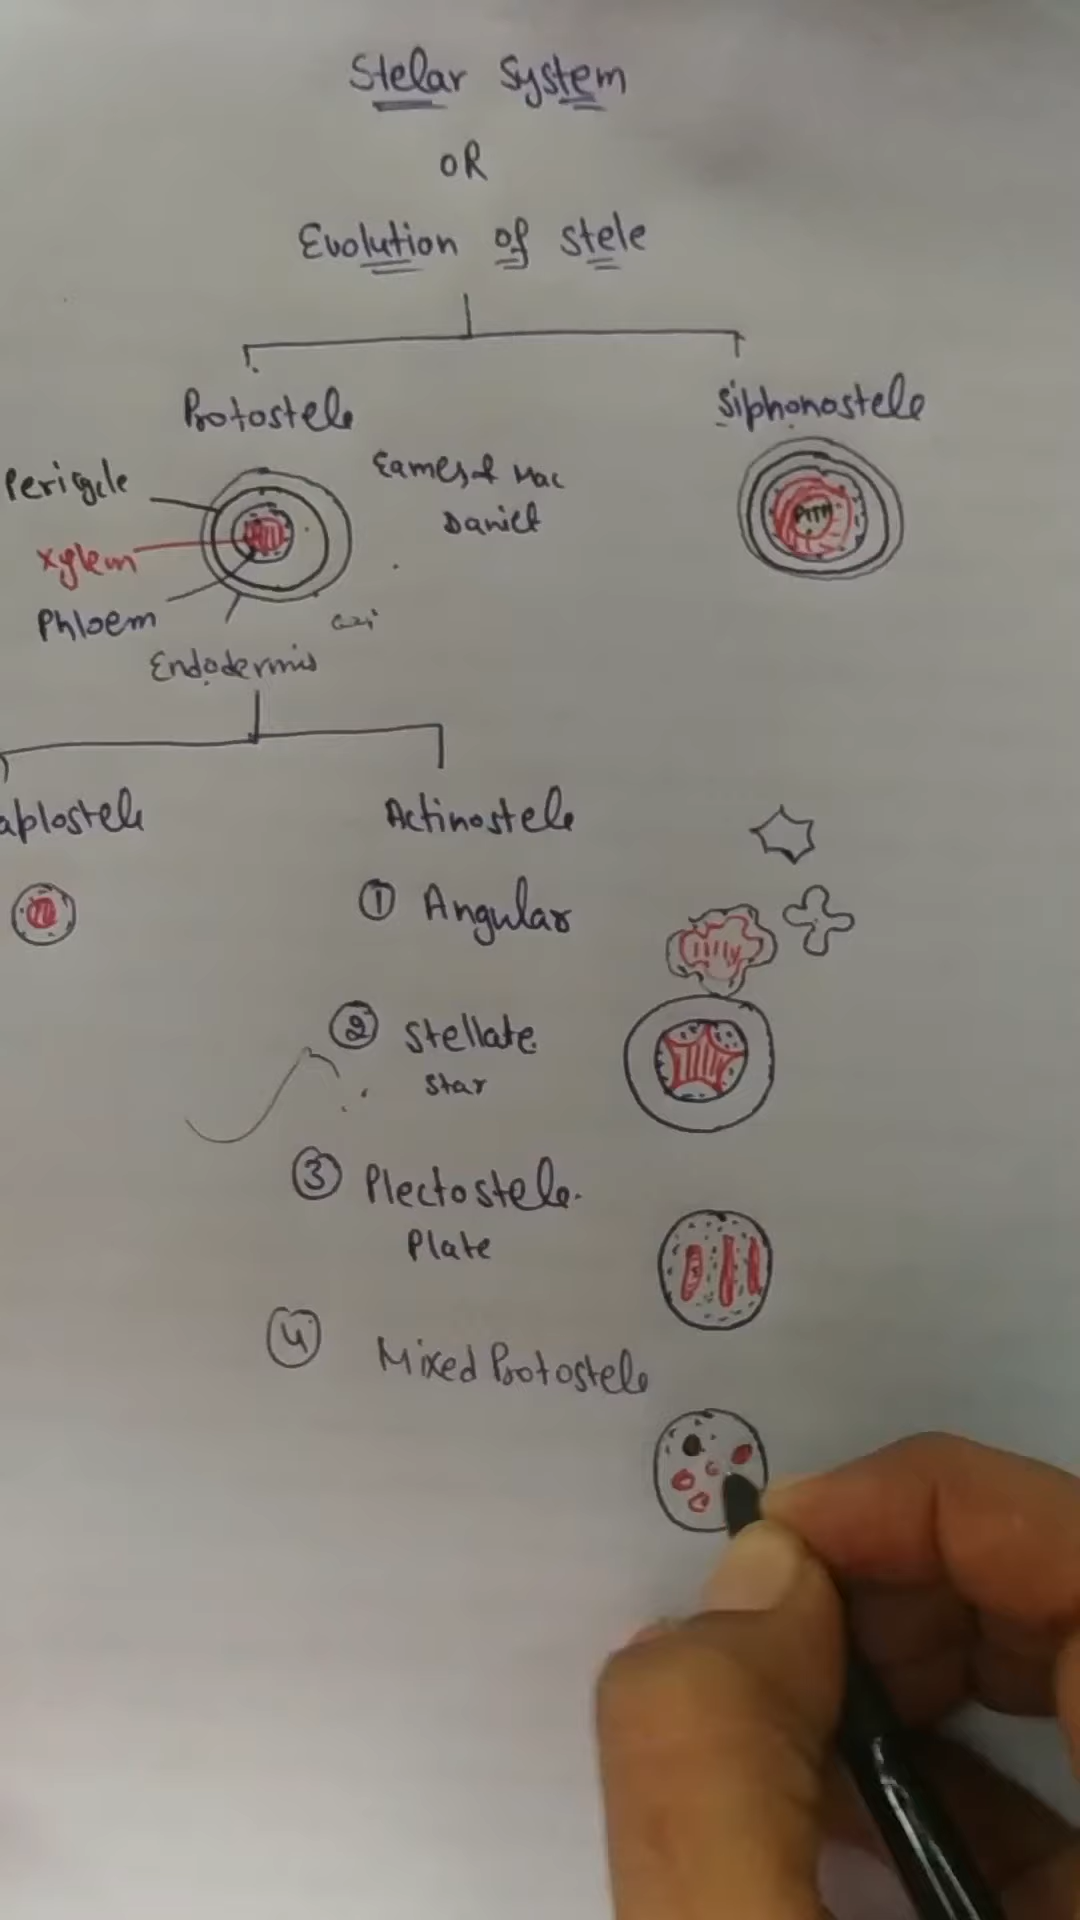 Stelar System
OR
Evolution of stele
Protostele
Siphonostele
Eames & Mac
Daniel
Pericycle
Xylem
Phloem
Endodermis
PITH
aplostele
Actinostele
① Angular
② Stellate
Star
③ Plectostele
Plate
④ Mixed Protostele